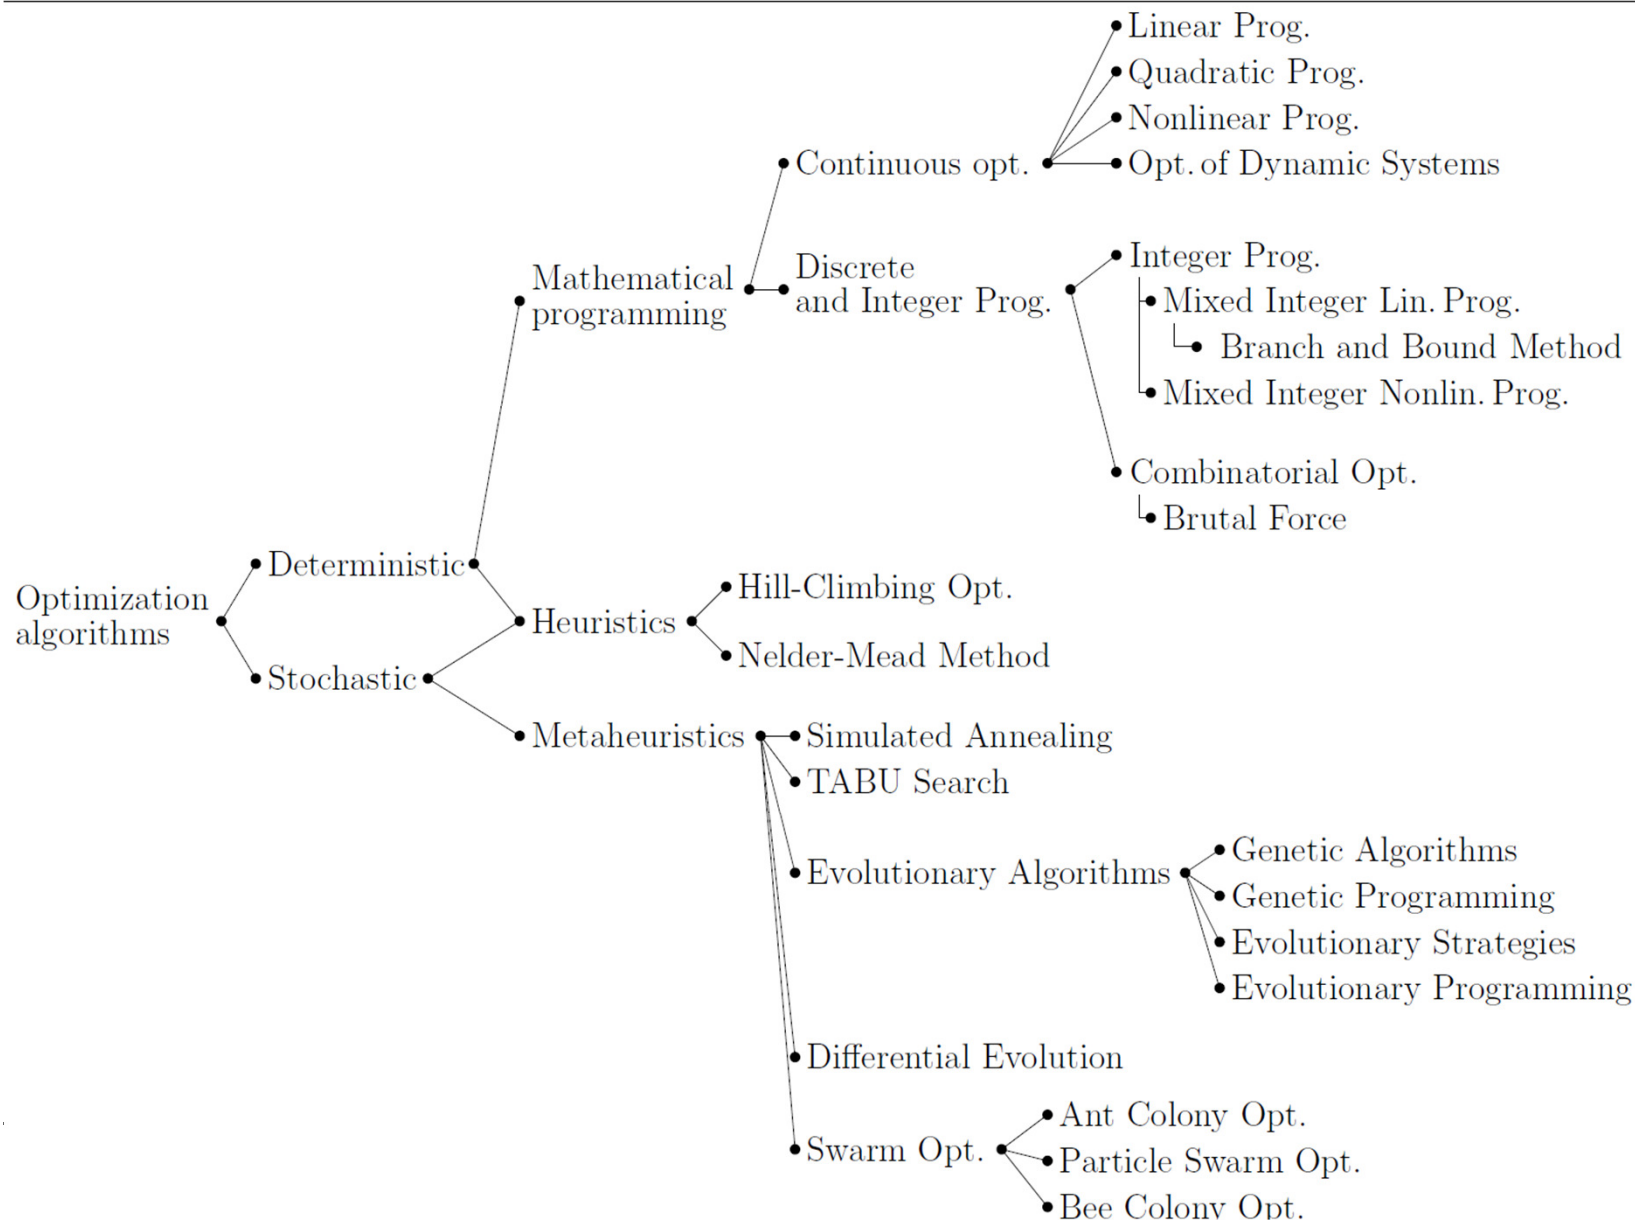 Linear Prog.
Quadratic Prog.
Nonlinear Prog.
Continuous opt.
Opt. of Dynamic Systems
Mathematical
programming
Discrete
and Integer Prog.
Integer Prog.
Mixed Integer Lin. Prog.
Branch and Bound Method
Mixed Integer Nonlin. Prog.
Combinatorial Opt.
Brutal Force
Optimization
algorithms
Deterministic
Stochastic
Heuristics
Hill-Climbing Opt.
Nelder-Mead Method
Metaheuristics
Simulated Annealing
TABU Search
Evolutionary Algorithms
Genetic Algorithms
Genetic Programming
Evolutionary Strategies
Evolutionary Programming
Differential Evolution
Swarm Opt.
Ant Colony Opt.
Particle Swarm Opt.
Bee Colony Opt.